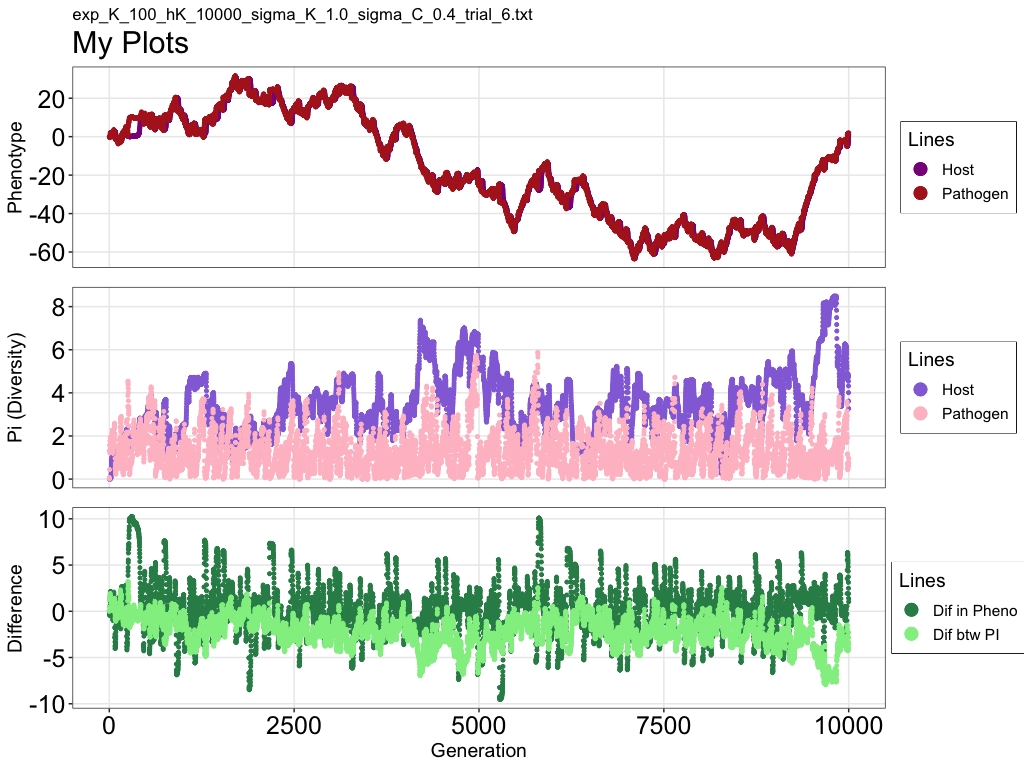 exp_K_100_hK_10000_sigma_K_1.0_sigma_C_0.4_trial_6.txt
My Plots
Phenotype
20
0
-20
-40
-60
Lines
Host
Pathogen
Pi (Diversity)
8
6
4
2
0
Lines
Host
Pathogen
Difference
10
5
0
-5
-10
Lines
Dif in Pheno
Dif btw PI
0 2500 5000 7500 10000
Generation